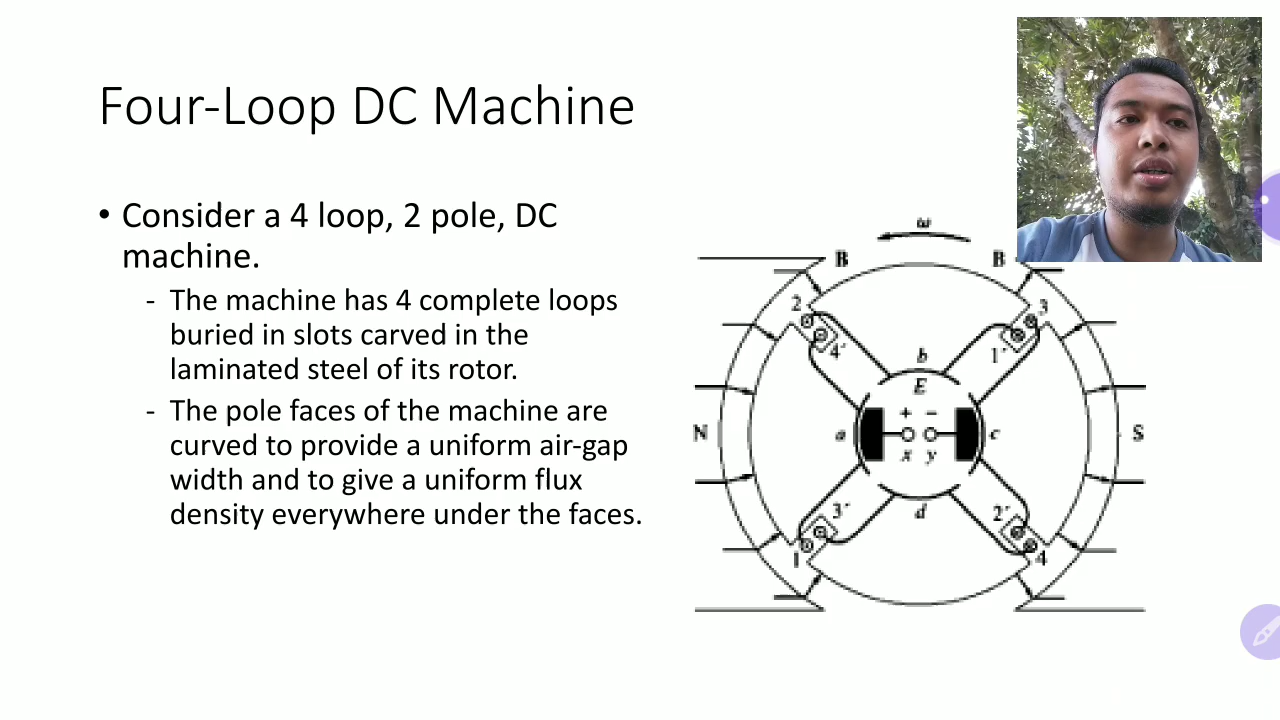 Four-Loop DC Machine
• Consider a 4 loop, 2 pole, DC
machine.
- The machine has 4 complete loops
buried in slots carved in the
laminated steel of its rotor.
- The pole faces of the machine are
curved to provide a uniform air-gap
width and to give a uniform flux
density everywhere under the faces.
ω
B B
2 3
4′ 1′
b
E
+ −
N a c S
x y
d
3′ 2′
1 4